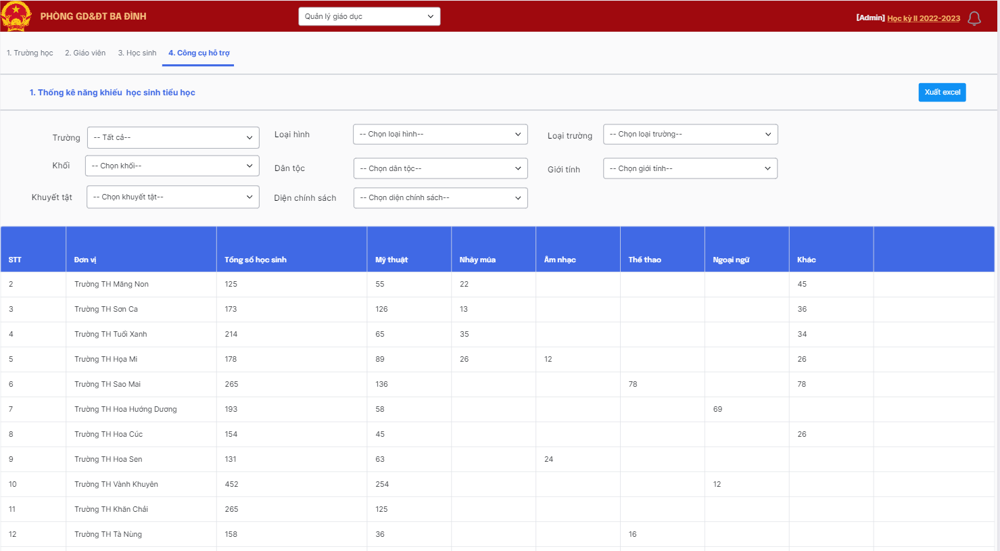 PHÒNG GD&ĐT BA ĐÌNH
Quản lý giáo dục
[Admin] Học kỳ II 2022-2023
1. Trường học 2. Giáo viên 3. Học sinh 4. Công cụ hỗ trợ
1. Thống kê năng khiếu học sinh tiểu học
Xuất excel
Trường -- Tất cả-- Loại hình -- Chọn loại hình-- Loại trường -- Chọn loại trường--
Khối -- Chọn khối-- Dân tộc -- Chọn dân tộc-- Giới tính -- Chọn giới tính--
Khuyết tật -- Chọn khuyết tật-- Diện chính sách -- Chọn diện chính sách--
STT Đơn vị Tổng số học sinh Mỹ thuật Nhảy múa Âm nhạc Thể thao Ngoại ngữ Khác
2 Trường TH Măng Non 125 55 22 45
3 Trường TH Sơn Ca 173 126 13 36
4 Trường TH Tuổi Xanh 214 65 35 34
5 Trường TH Họa Mi 178 89 26 12 26
6 Trường TH Sao Mai 265 136 78 78
7 Trường TH Hoa Hướng Dương 193 58 69
8 Trường TH Hoa Cúc 154 45 26
9 Trường TH Hoa Sen 131 63 24
10 Trường TH Vành Khuyên 452 254 12
11 Trường TH Khăn Chải 265 125
12 Trường TH Tà Nùng 158 36 16